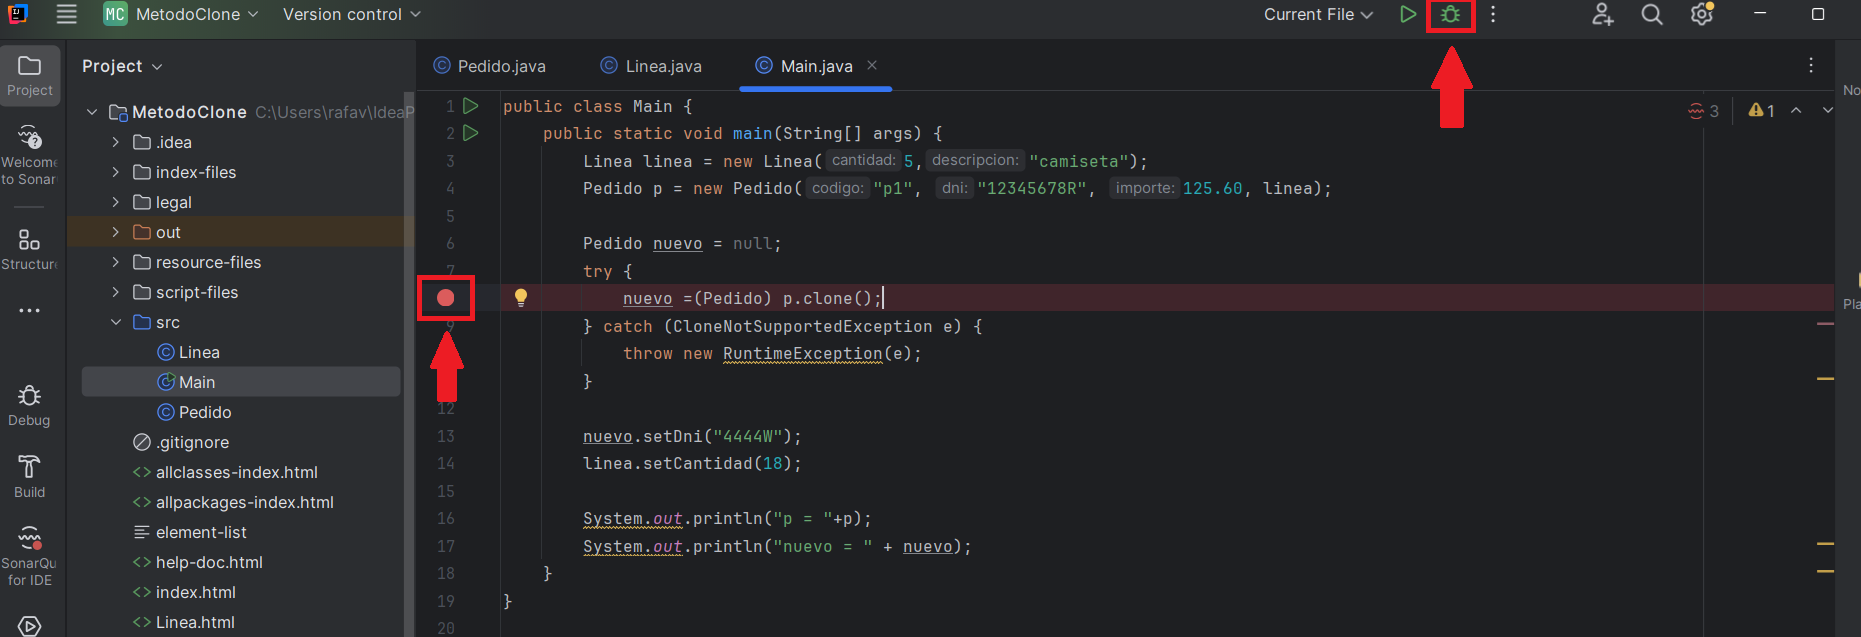 MC MetodoClone Version control Current File
Project
Welcome
to Sonar
Structure
Debug
Build
SonarQu
for IDE
Project
MetodoClone C:\Users\rafav\IdeaP
.idea
index-files
legal
out
resource-files
script-files
src
Linea
Main
Pedido
.gitignore
allclasses-index.html
allpackages-index.html
element-list
help-doc.html
index.html
Linea.html
Pedido.java Linea.java Main.java
3 1
No
Pla
1 public class Main {
2 public static void main(String[] args) {
3 Linea linea = new Linea( cantidad: 5, descripcion: "camiseta");
4 Pedido p = new Pedido( codigo: "p1", dni: "12345678R", importe: 125.60, linea);
5
6 Pedido nuevo = null;
7 try {
nuevo =(Pedido) p.clone();
9 } catch (CloneNotSupportedException e) {
throw new RuntimeException(e);
}
12
13 nuevo.setDni("4444W");
14 linea.setCantidad(18);
15
16 System.out.println("p = "+p);
17 System.out.println("nuevo = " + nuevo);
18 }
19 }
20